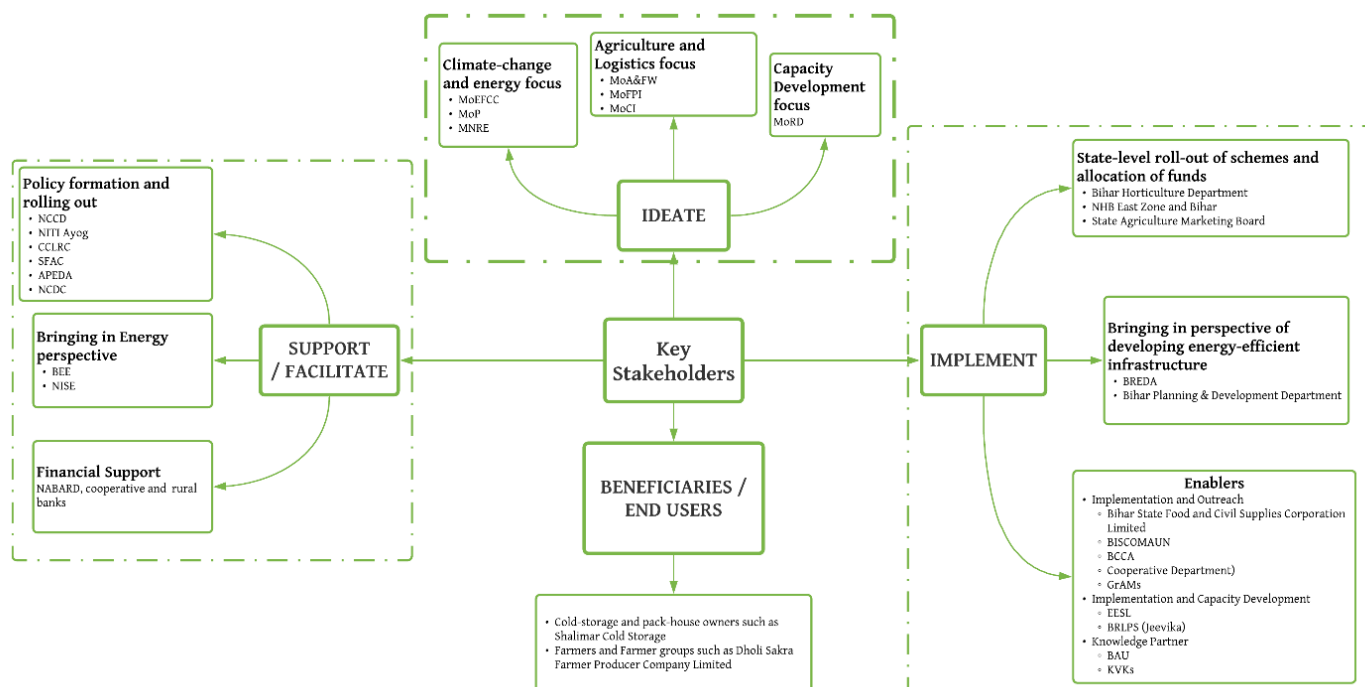 Climate-change
and energy focus
• MoEFCC
• MoP
• MNRE
Agriculture and
Logistics focus
• MoA&FW
• MoFPI
• MoCI
Capacity
Development
focus
MoRD
IDEATE
Policy formation and
rolling out
• NCCD
• NITI Ayog
• CCLRC
• SFAC
• APEDA
• NCDC
Bringing in Energy
perspective
• BEE
• NISE
Financial Support
NABARD, cooperative and rural
banks
SUPPORT
/ FACILITATE
Key
Stakeholders
BENEFICIARIES /
END USERS
• Cold-storage and pack-house owners such as
Shalimar Cold Storage
• Farmers and Farmer groups such as Dholi Sakra
Farmer Producer Company Limited
IMPLEMENT
State-level roll-out of schemes and
allocation of funds
• Bihar Horticulture Department
• NHB East Zone and Bihar
• State Agriculture Marketing Board
Bringing in perspective of
developing energy-efficient
infrastructure
• BREDA
• Bihar Planning & Development Department
Enablers
• Implementation and Outreach
◦ Bihar State Food and Civil Supplies Corporation
Limited
◦ BISCOMAUN
◦ BCCA
◦ Cooperative Department)
◦ GrAMs
• Implementation and Capacity Development
◦ EESL
◦ BRLPS (Jeevika)
• Knowledge Partner
◦ BAU
◦ KVKs